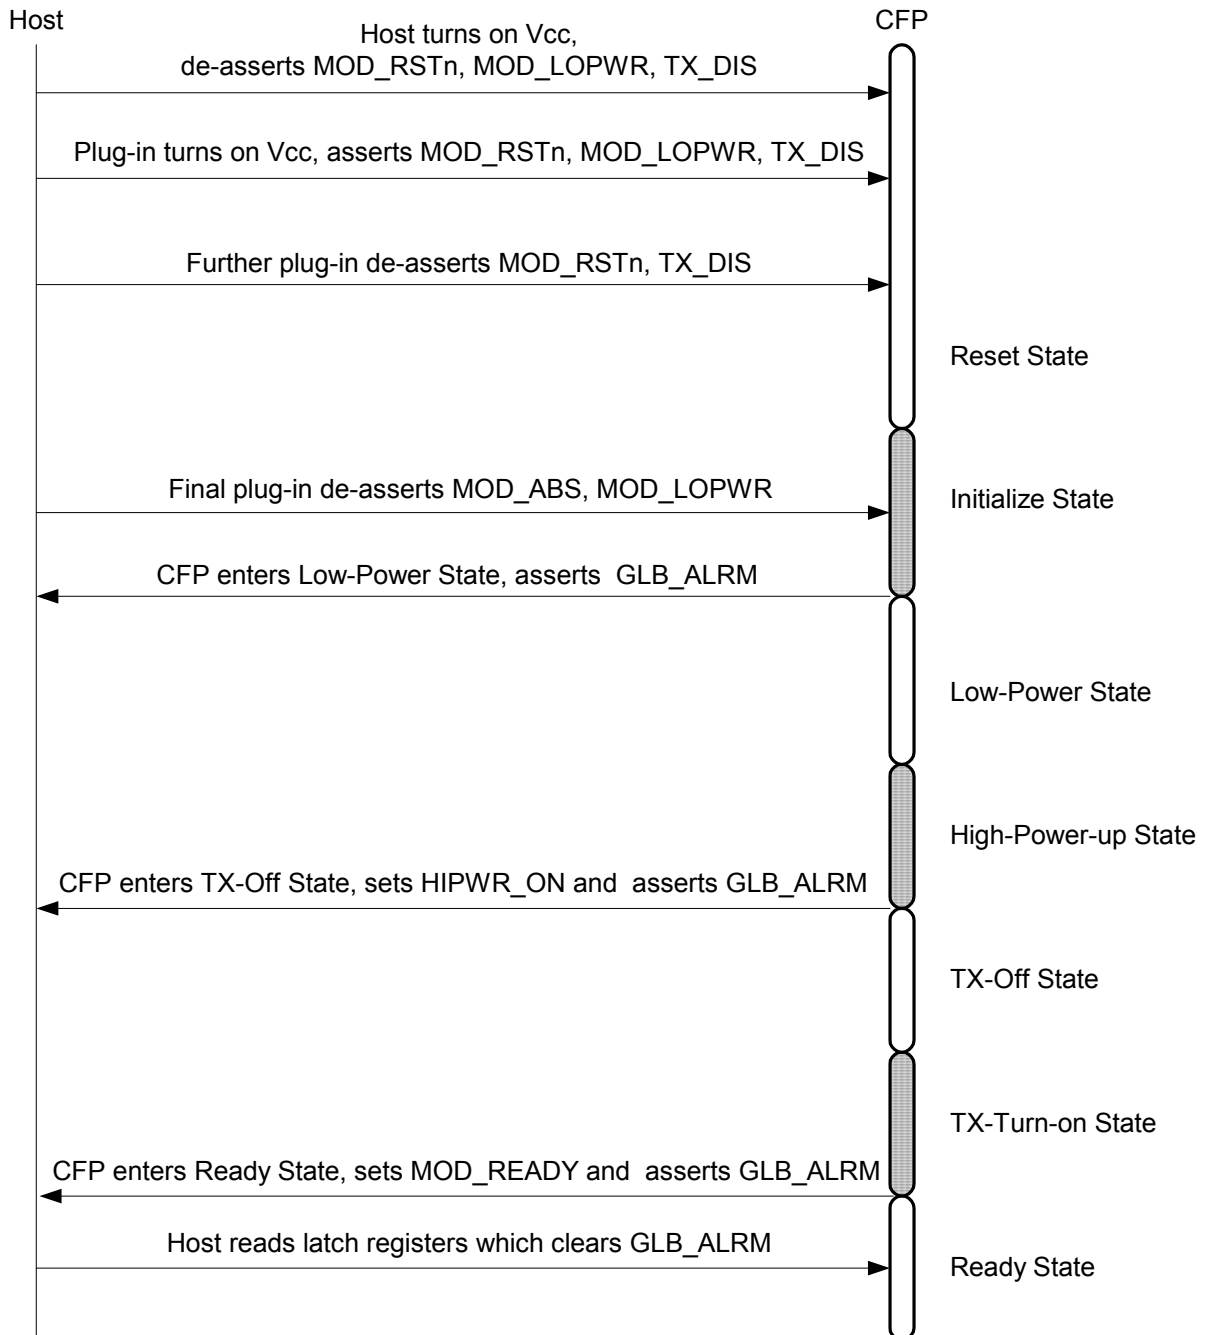 Host
CFP
Host turns on Vcc,
de-asserts MOD_RSTn, MOD_LOPWR, TX_DIS
Plug-in turns on Vcc, asserts MOD_RSTn, MOD_LOPWR, TX_DIS
Further plug-in de-asserts MOD_RSTn, TX_DIS
Reset State
Final plug-in de-asserts MOD_ABS, MOD_LOPWR
Initialize State
CFP enters Low-Power State, asserts  GLB_ALRM
Low-Power State
High-Power-up State
CFP enters TX-Off State, sets HIPWR_ON and  asserts GLB_ALRM
TX-Off State
TX-Turn-on State
CFP enters Ready State, sets MOD_READY and  asserts GLB_ALRM
Host reads latch registers which clears GLB_ALRM
Ready State